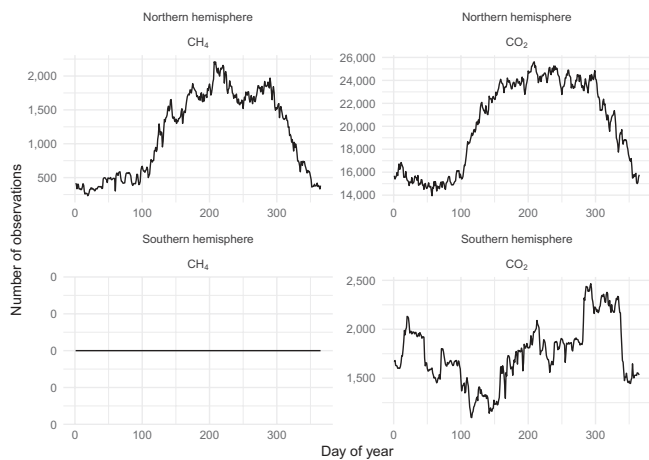 Northern hemisphere
Northern hemisphere
CH₄
CO₂
2,000
1,500
1,000
500
0 100 200 300
26,000
24,000
22,000
20,000
18,000
16,000
14,000
0 100 200 300
Number of observations
Southern hemisphere
Southern hemisphere
CH₄
CO₂
0
0
0
0
0
0 100 200 300
2,500
2,000
1,500
0 100 200 300
Day of year